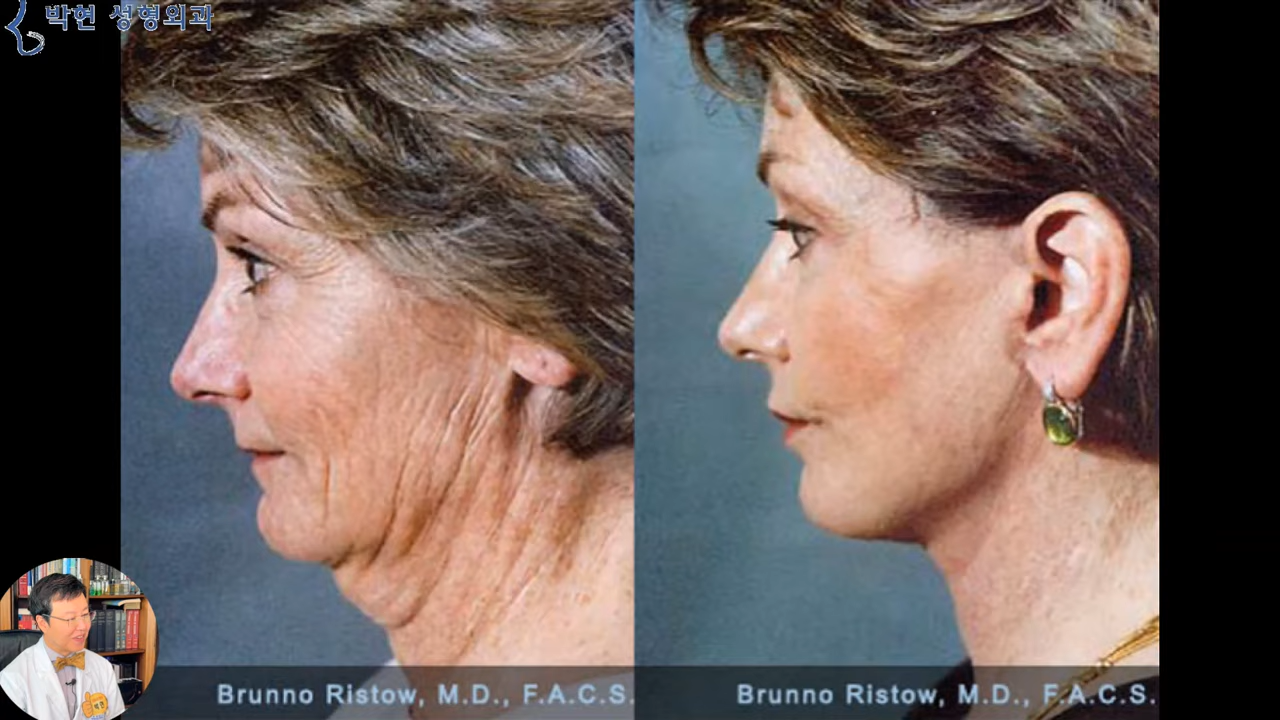 박현 성형외과
Brunno Ristow, M.D., F.A.C.S.
Brunno Ristow, M.D., F.A.C.S.